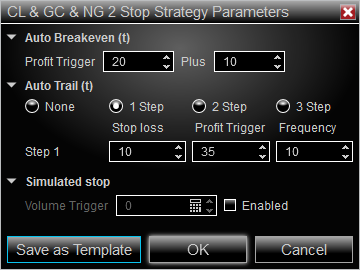 CL & GC & NG 2 Stop Strategy Parameters
Auto Breakeven (t)
Profit Trigger 20 Plus 10
Auto Trail (t)
None 1 Step 2 Step 3 Step
Stop loss Profit Trigger Frequency
Step 1 10 35 10
Simulated stop
Volume Trigger 0 Enabled
Save as Template OK Cancel